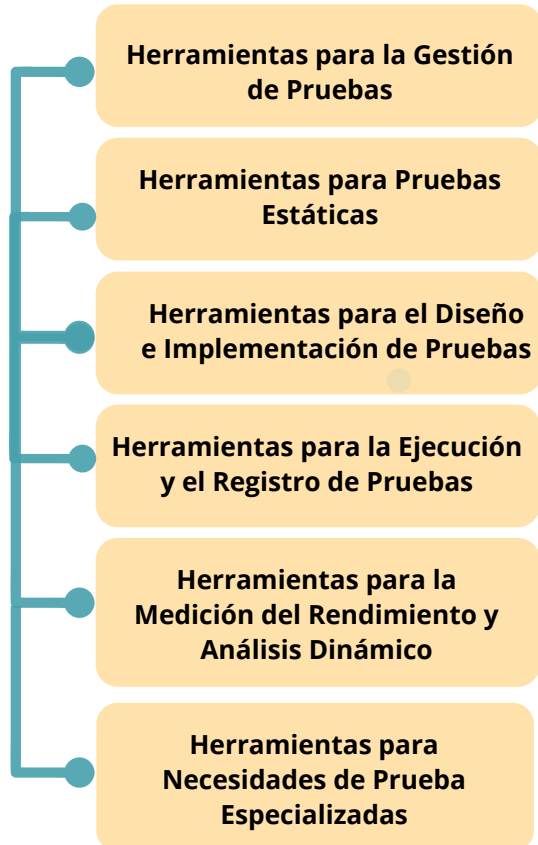 Herramientas para la Gestión
de Pruebas
Herramientas para Pruebas
Estáticas
Herramientas para el Diseño
e Implementación de Pruebas
Herramientas para la Ejecución
y el Registro de Pruebas
Herramientas para la
Medición del Rendimiento y
Análisis Dinámico
Herramientas para
Necesidades de Prueba
Especializadas